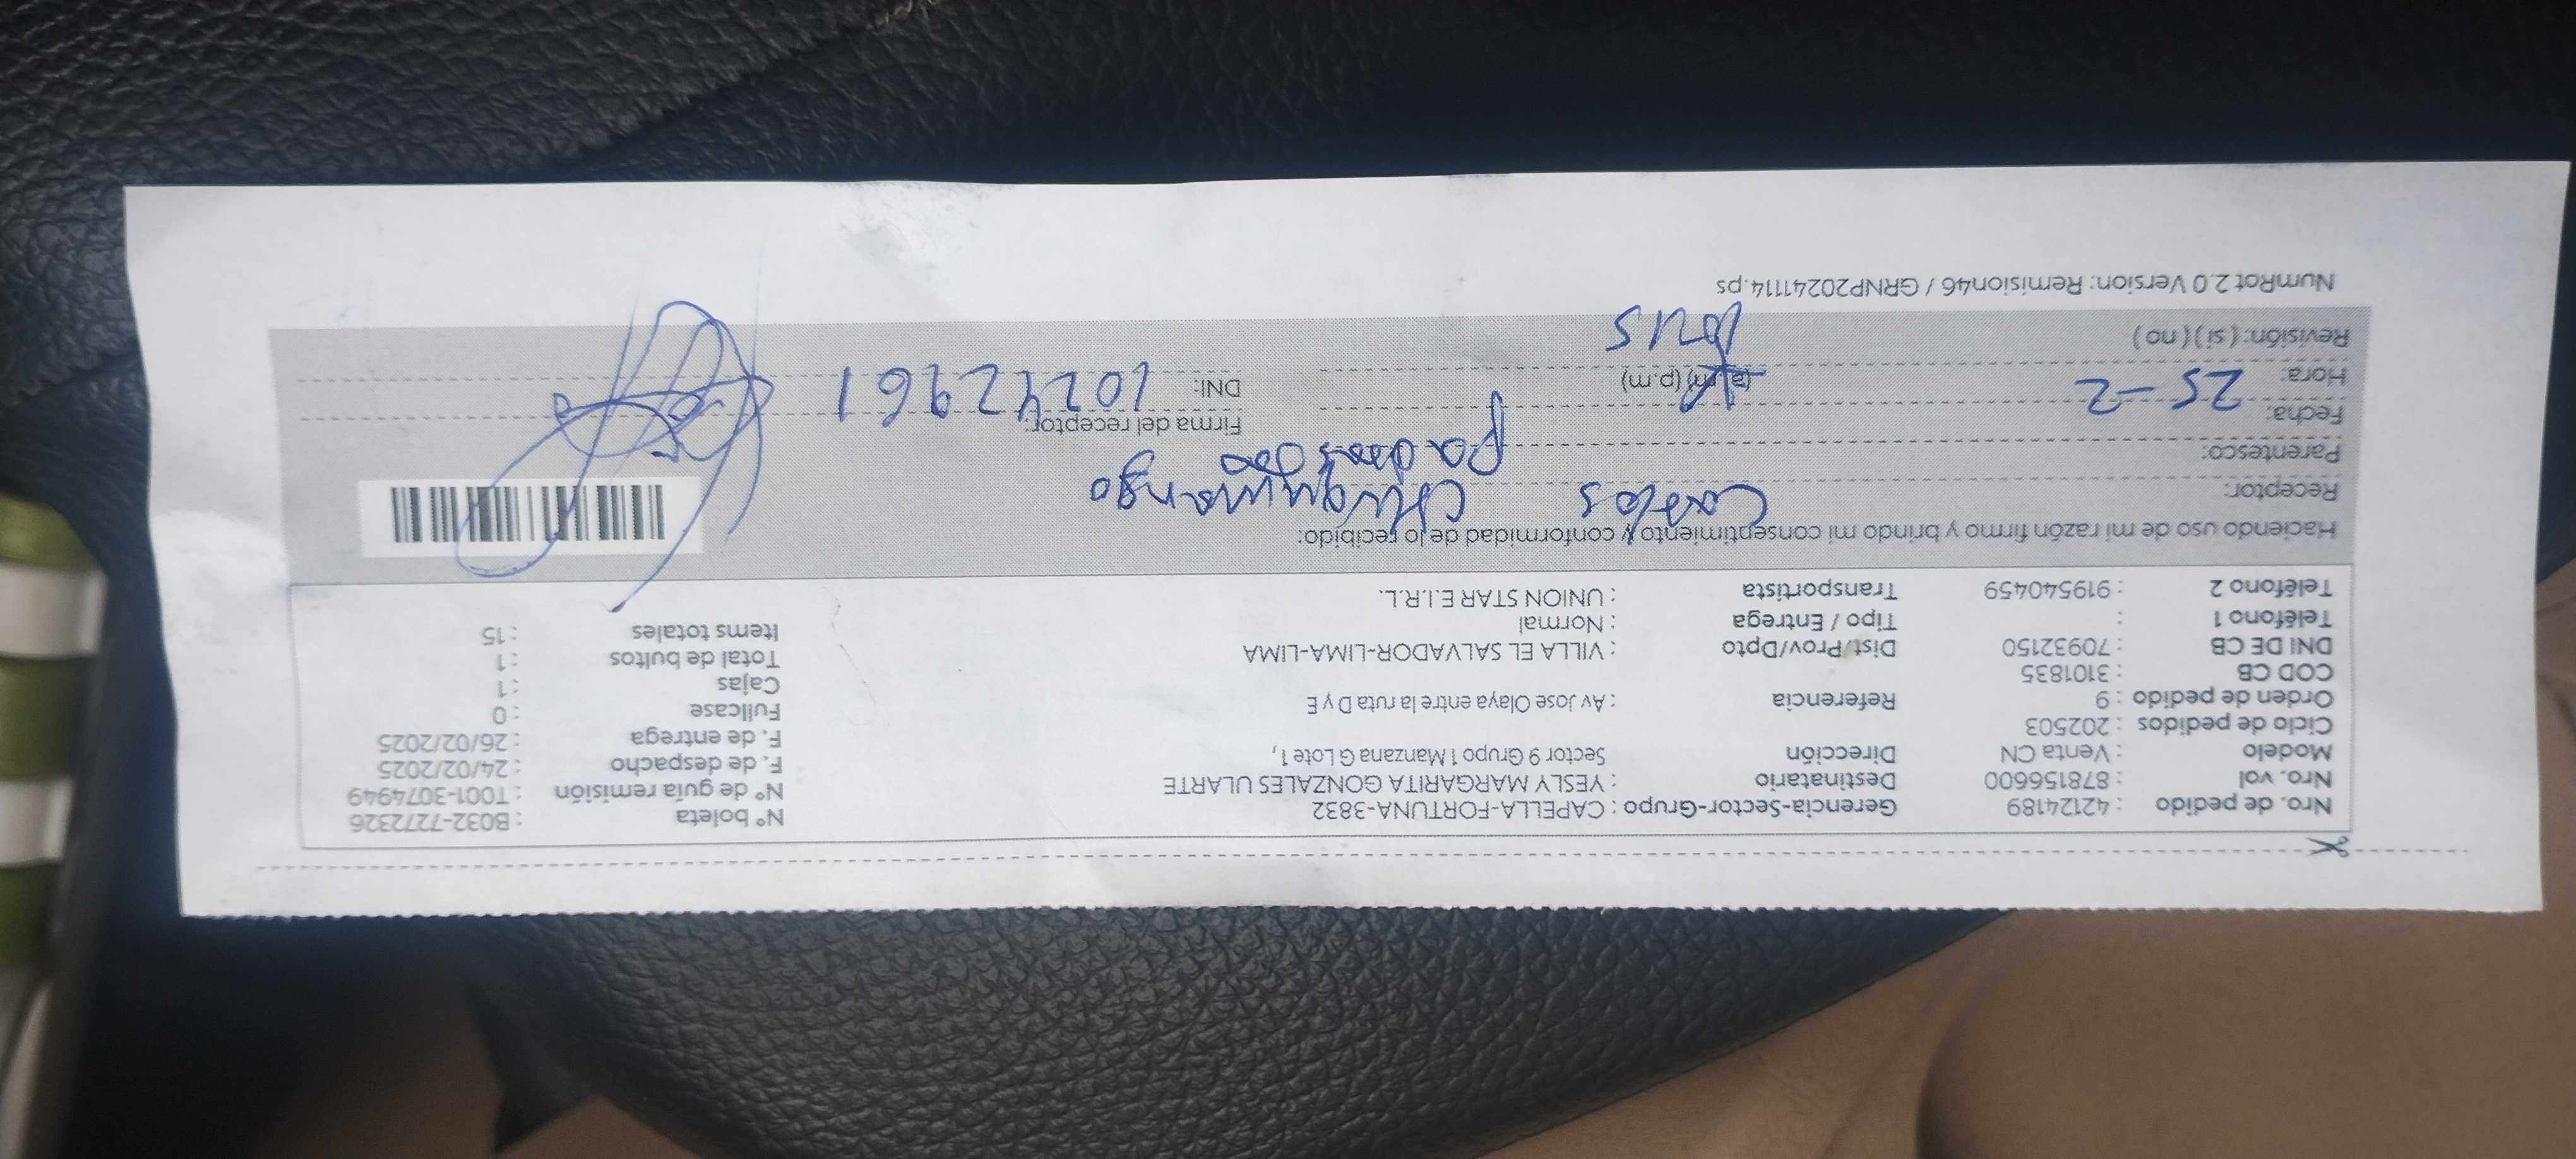 Nro. de pedido : 42124189 Gerencia-Sector-Grupo : CAPELLA-FORTUNA-3832 N° boleta : B032-7272326
Nro. vol : 878156600 Destinatario : YESLY MARGARITA GONZALES ULARTE N° de guía remisión : T001-3074949
Modelo : Venta CN Dirección Sector 9 Grupo 1 Manzana G Lote 1, F. de despacho : 24/02/2025
Ciclo de pedidos : 202503 F. de entrega : 26/02/2025
Orden de pedido : 9 Referencia : Av Jose Olaya entre la ruta D y E Fullcase : 0
COD CB : 3101835 Cajas : 1
DNI DE CB : 70932150 Dist/Prov/Dpto : VILLA EL SALVADOR-LIMA-LIMA Total de bultos : 1
Teléfono 1 : Tipo / Entrega : Normal Items totales : 15
Teléfono 2 : 919540459 Transportista : UNION STAR E.I.R.L.
Haciendo uso de mi razón firmo y brindo mi consentimiento y conformidad de lo recibido:
Receptor: Carlos Chuquimango
Parentesco:
Fecha: 25-2 Firma del receptor:
Hora: (a.m) (p.m) DNI: 10242961
Revisión: ( si ) ( no )
NumRot 2.0 Version: Remision46 / GRNP20241114.ps